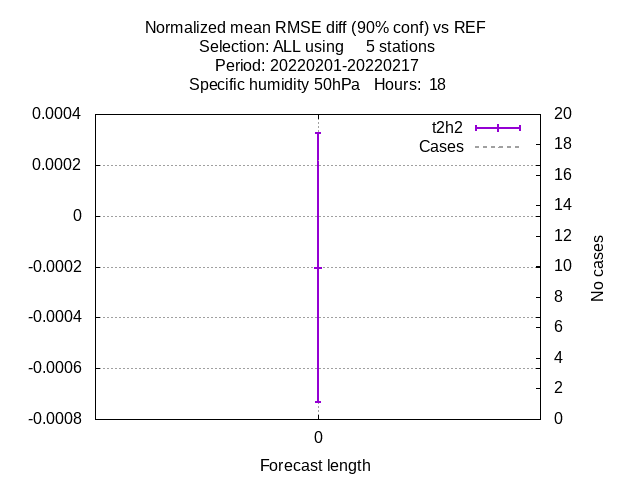 Normalized mean RMSE diff (90% conf) vs REF
Selection: ALL using     5 stations
Period: 20220201-20220217
Specific humidity 50hPa   Hours:  18
0.0004
0.0002
0
-0.0002
-0.0004
-0.0006
-0.0008
t2h2
Cases
20
18
16
14
12
10
8
6
4
2
0
No cases
0
Forecast length